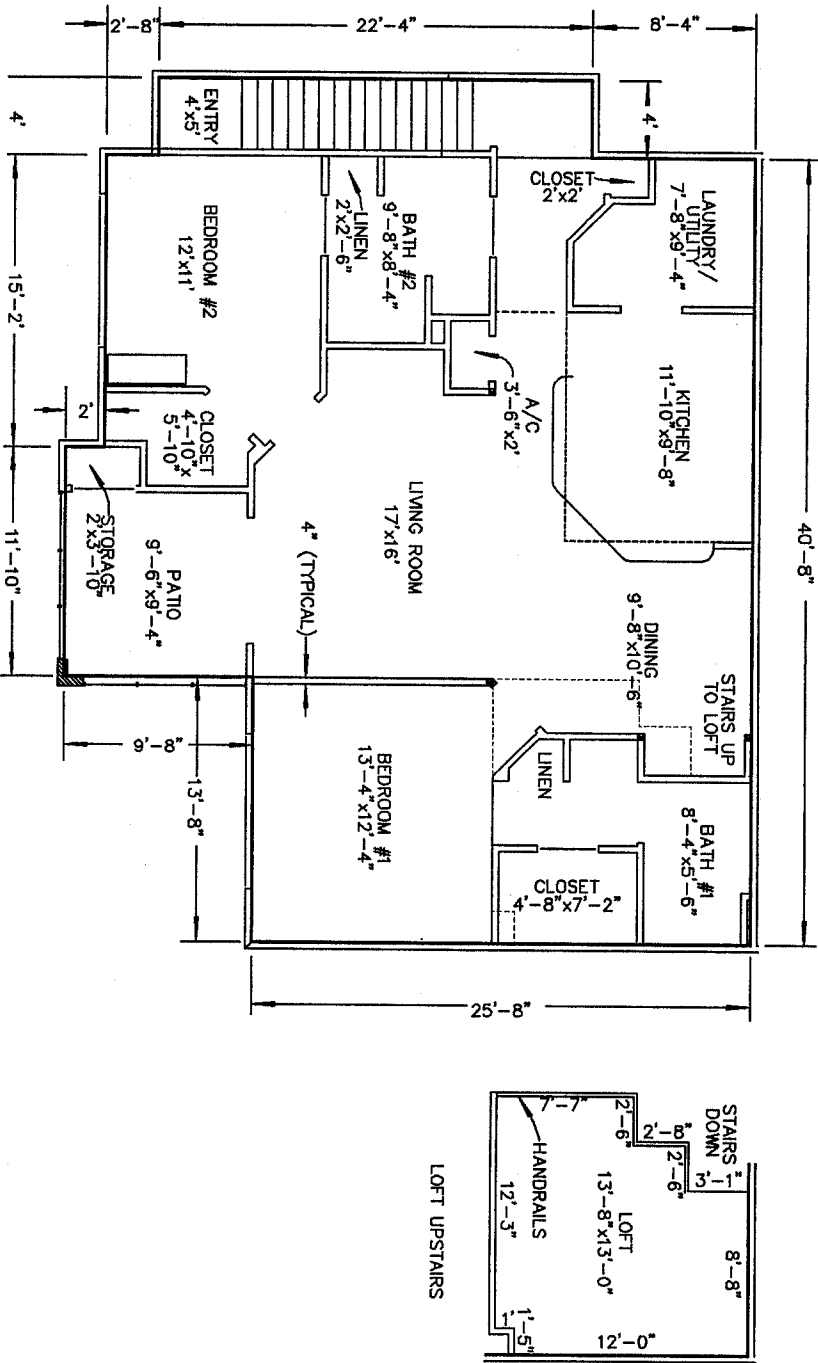 2'-8"
22'-4"
8'-4"
4'
ENTRY
4'x5'
4'
CLOSET
2'x2'
LAUNDRY/
UTILITY
7'-8"x9'-4"
LINEN
2'x2'-6"
BATH #2
9'-8"x8'-4"
BEDROOM #2
12'x11'
15'-2'
A/C
3'-6"x2'
KITCHEN
11'-10"x9'-8"
2'
CLOSET
4'-10"x
5'-10"
LIVING ROOM
17'x16'
40'-8"
11'-10"
STORAGE
2'x3'-10"
PATIO
9'-6"x9'-4"
4" (TYPICAL)
DINING
9'-8"x10'-6"
STAIRS UP
TO LOFT
9'-8"
13'-8"
BEDROOM #1
13'-4"x12'-4"
LINEN
BATH #1
8'-4"x5'-6"
CLOSET
4'-8"x7'-2"
25'-8"
STAIRS
DOWN
7'-7"
2'-6"
2'-8"
2'-6"
3'-1"
HANDRAILS
12'-3"
LOFT
13'-8"x13'-0"
8'-8"
LOFT UPSTAIRS
1'
1'-5"
12'-0"